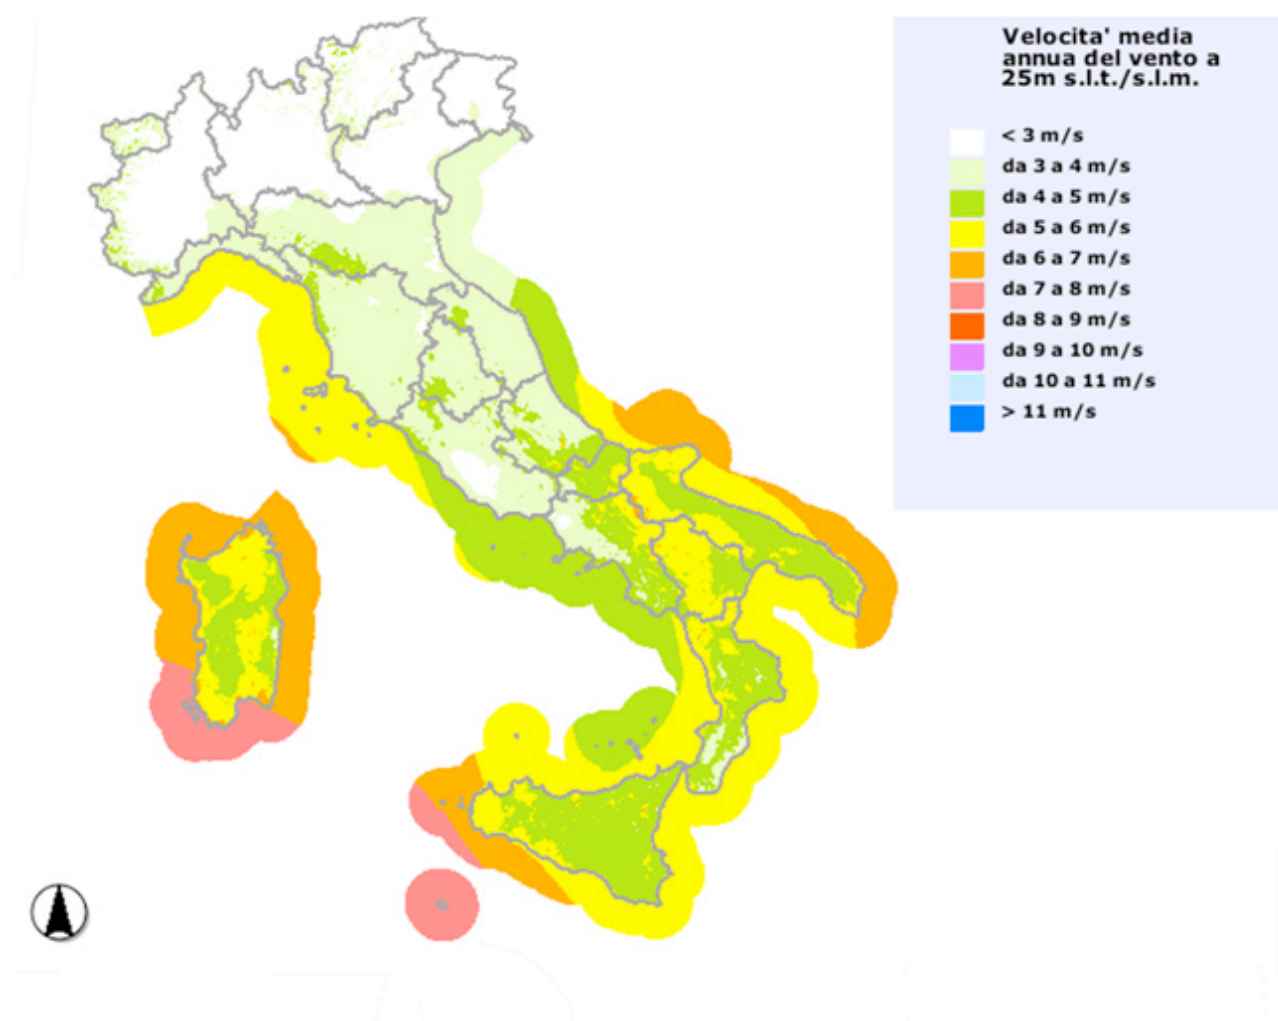 Velocita' media
annua del vento a
25m s.l.t./s.l.m.
< 3 m/s
da 3 a 4 m/s
da 4 a 5 m/s
da 5 a 6 m/s
da 6 a 7 m/s
da 7 a 8 m/s
da 8 a 9 m/s
da 9 a 10 m/s
da 10 a 11 m/s
> 11 m/s